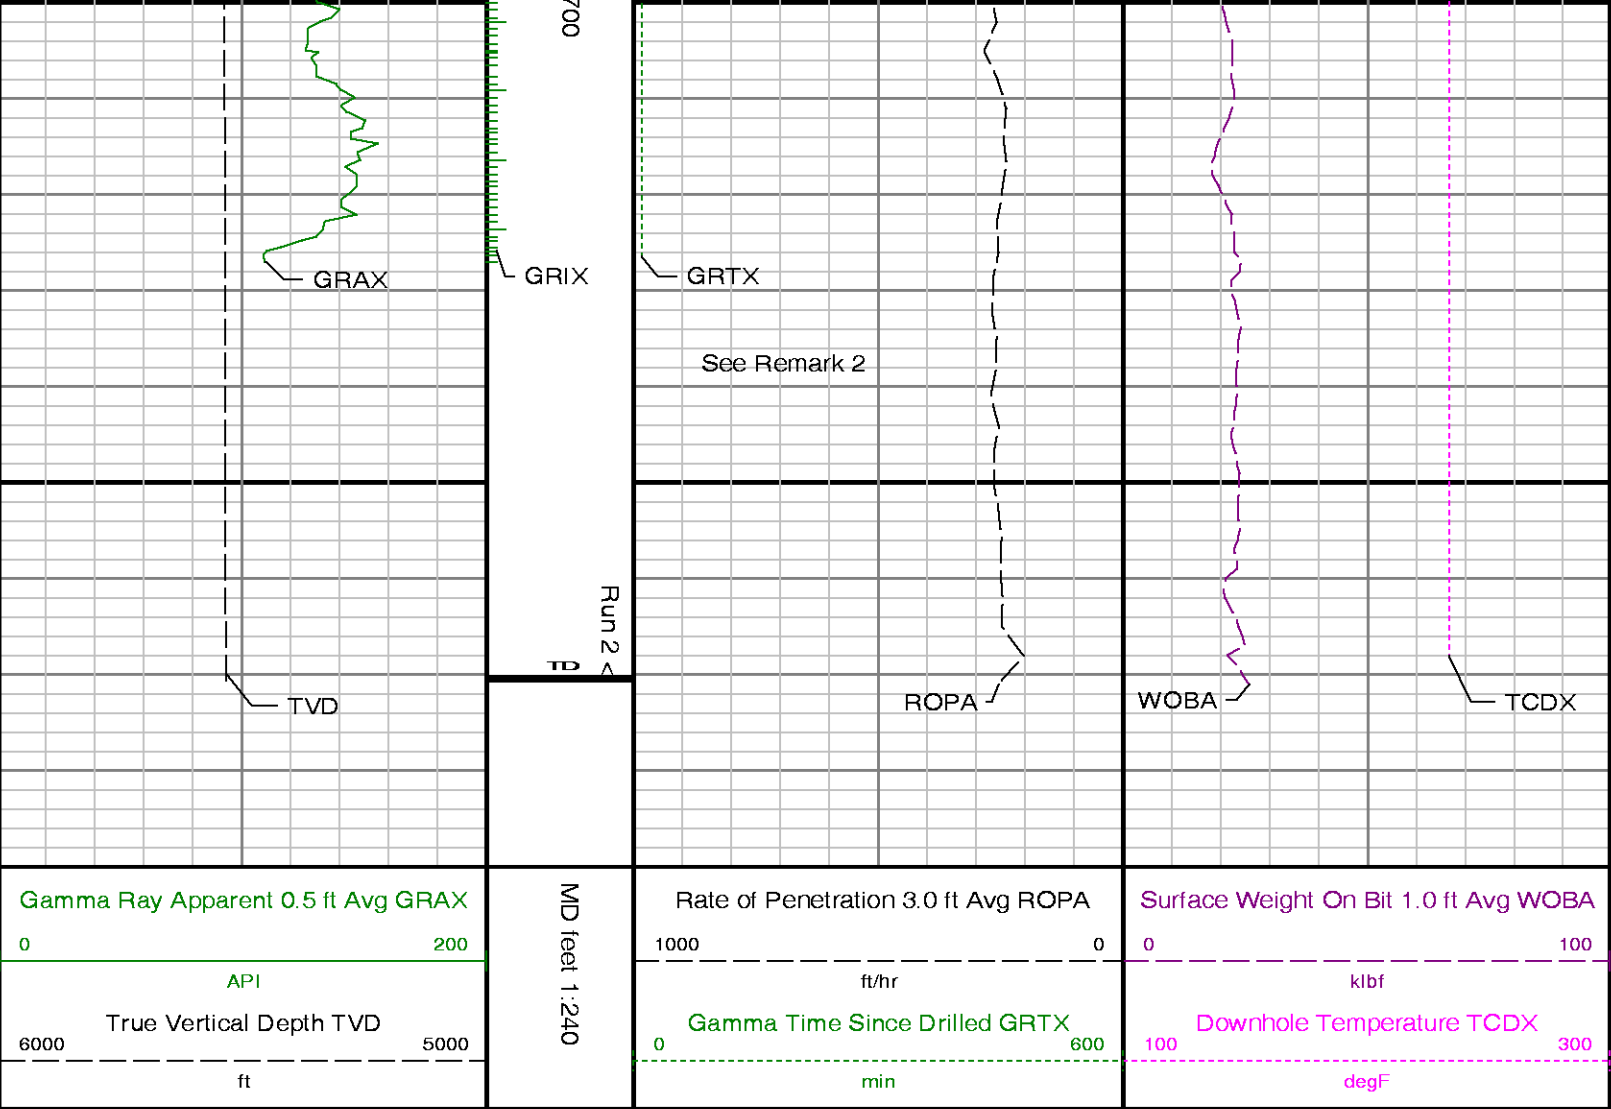 700
GRAX
GRIX
GRTX
See Remark 2
Run 2 <
TD
TVD
ROPA
WOBA
TCDX
Gamma Ray Apparent 0.5 ft Avg GRAX
0 200
API
True Vertical Depth TVD
6000 5000
ft
MD feet 1:240
Rate of Penetration 3.0 ft Avg ROPA
1000 0
ft/hr
Gamma Time Since Drilled GRTX
0 600
min
Surface Weight On Bit 1.0 ft Avg WOBA
0 100
klbf
Downhole Temperature TCDX
100 300
degF